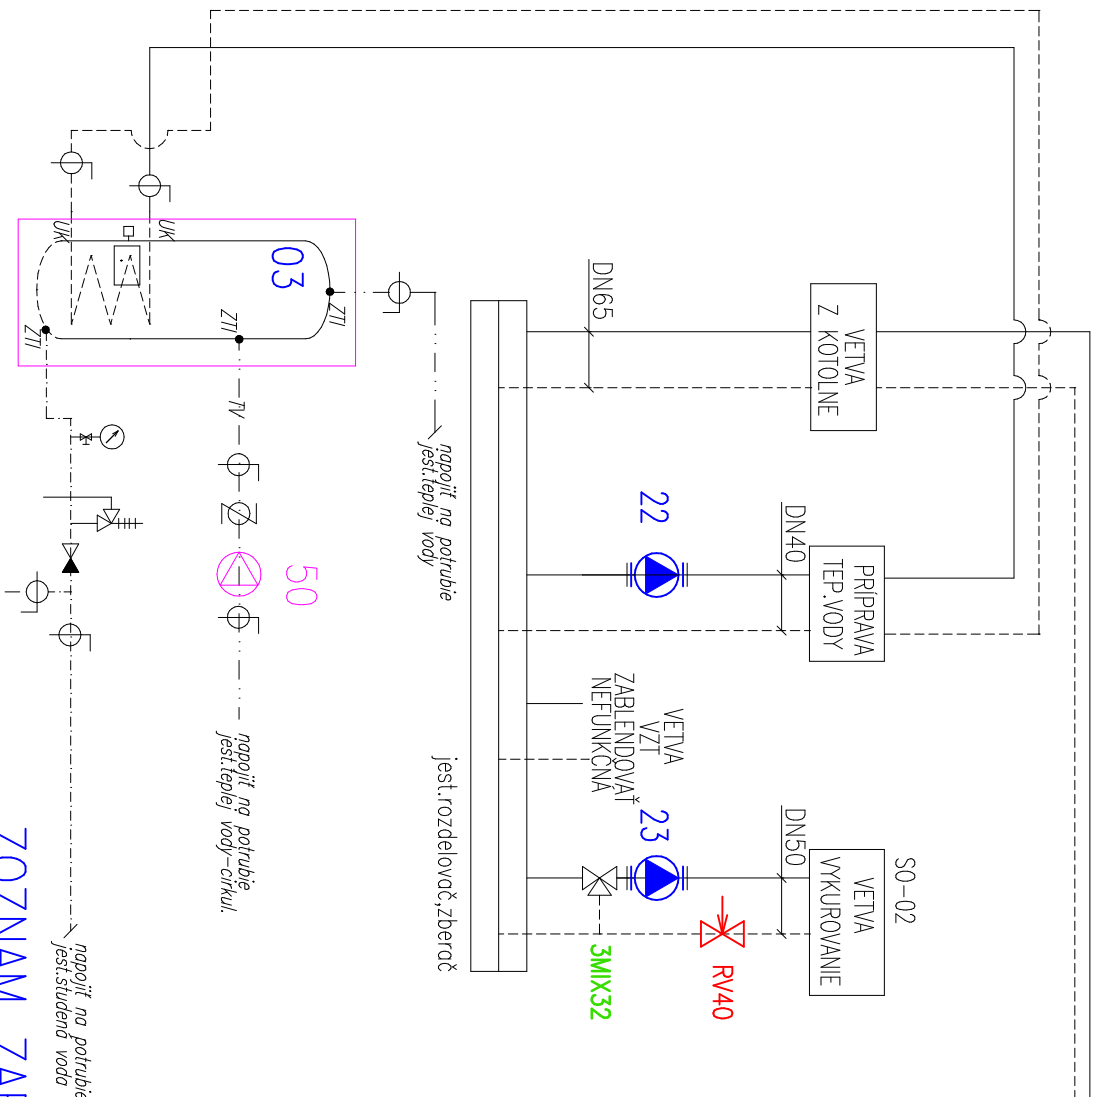 SO-02
VETVA
Z KOTOLNE
PRÍPRAVA
TEP.VODY
VETVA
VYKUROVANIE
DN65
DN40
DN50
22
23
RV40
3MIX32
VETVA
VZT
ZABLENDOVAŤ
NEFUNKČNÁ
jest.rozdelovač,zberač
napojiť na potrubie
jest.teplej vody
03
50
UK
UK
ZTI
ZTI
ZTI
TV
napojiť na potrubie
jest.teplej vody-cirkul.
napojiť na potrubie
jest.studená voda
ZOZNAM